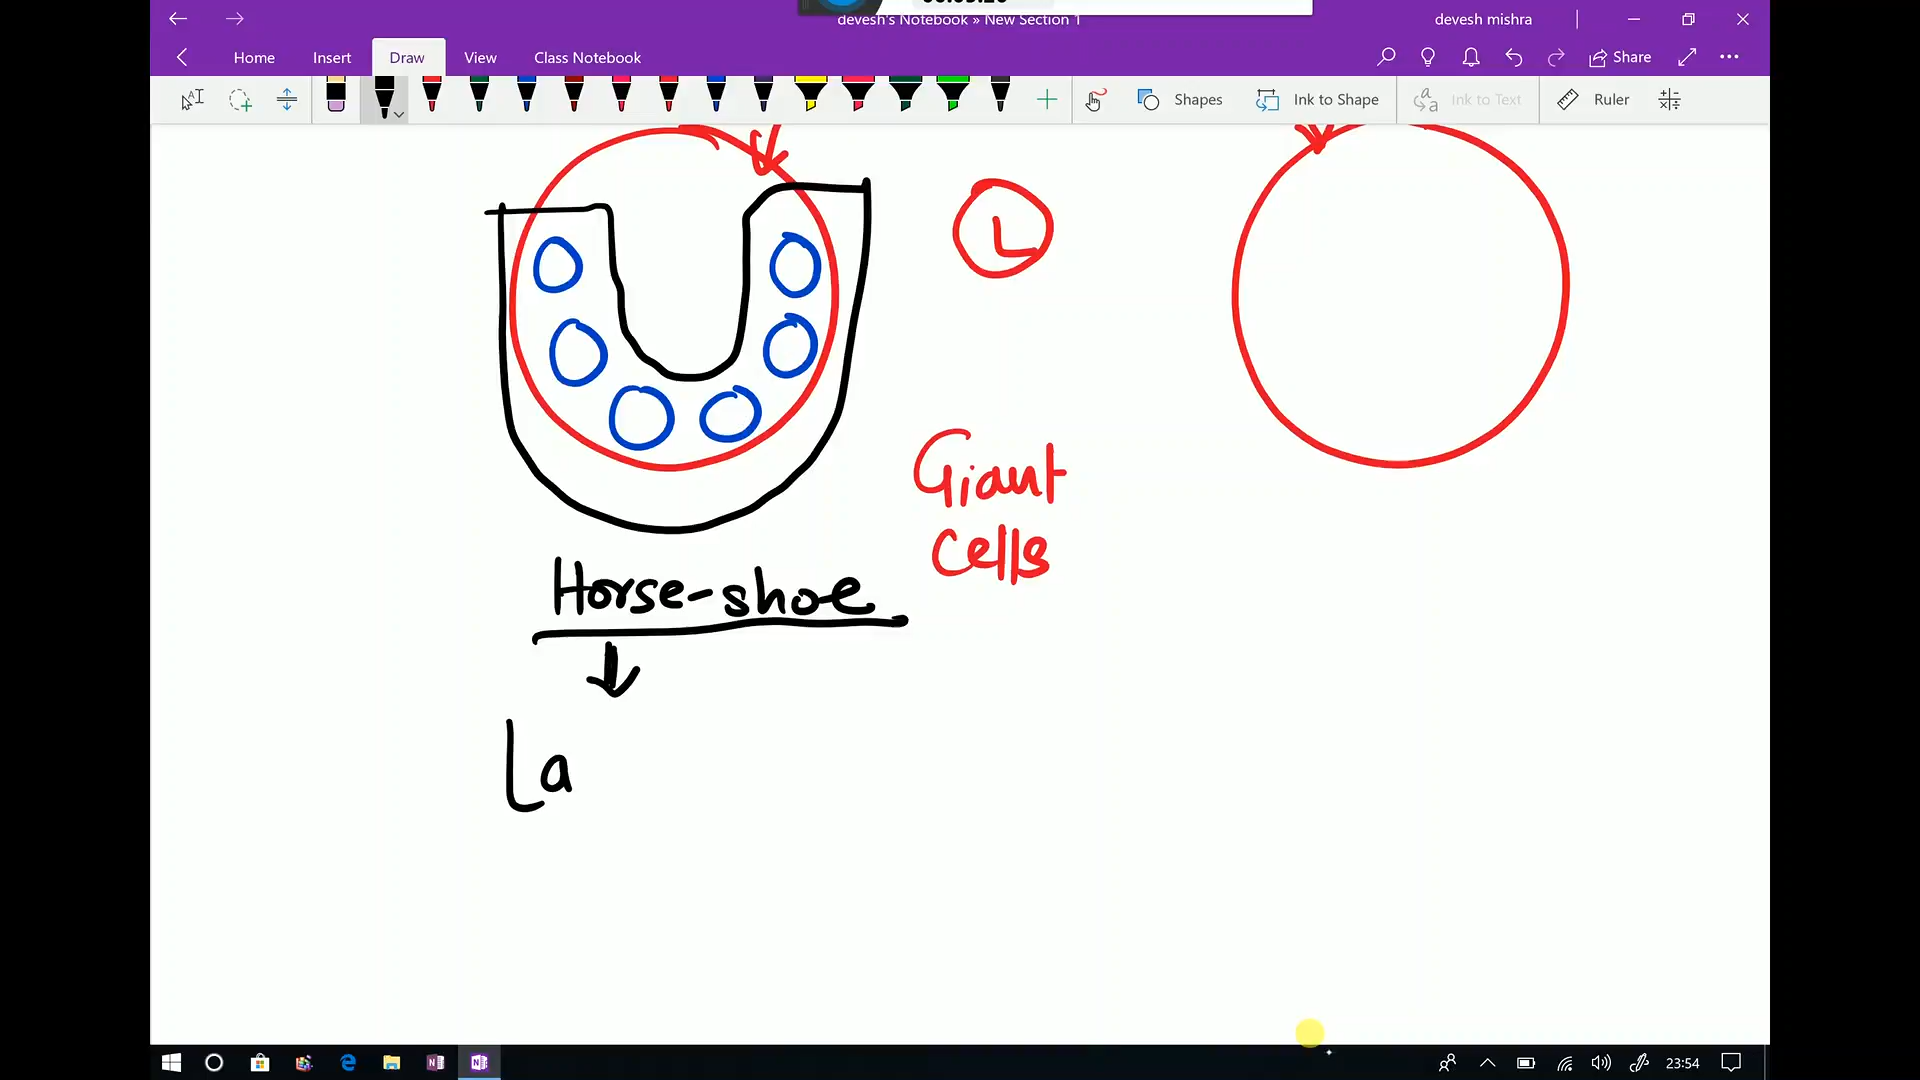 devesh's Notebook » New Section 1
devesh mishra
Home Insert Draw View Class Notebook
Share
Shapes Ink to Shape Ink to Text Ruler
L
Giant
Cells
Horse-shoe
La
23:54